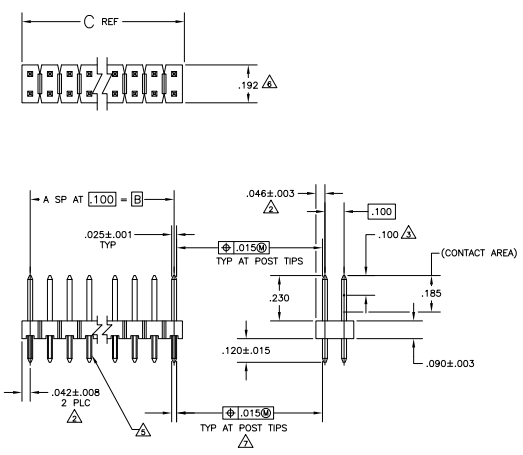 C REF
.192 6
A SP AT .100 = B
.046±.003
2
.100
.025±.001
TYP
⌖ .015Ⓜ
TYP AT POST TIPS
.100 3
(CONTACT AREA)
.230
.185
.120±.015
.090±.003
.042±.008
2 PLC
2
5
⌖ .015Ⓜ
TYP AT POST TIPS
7